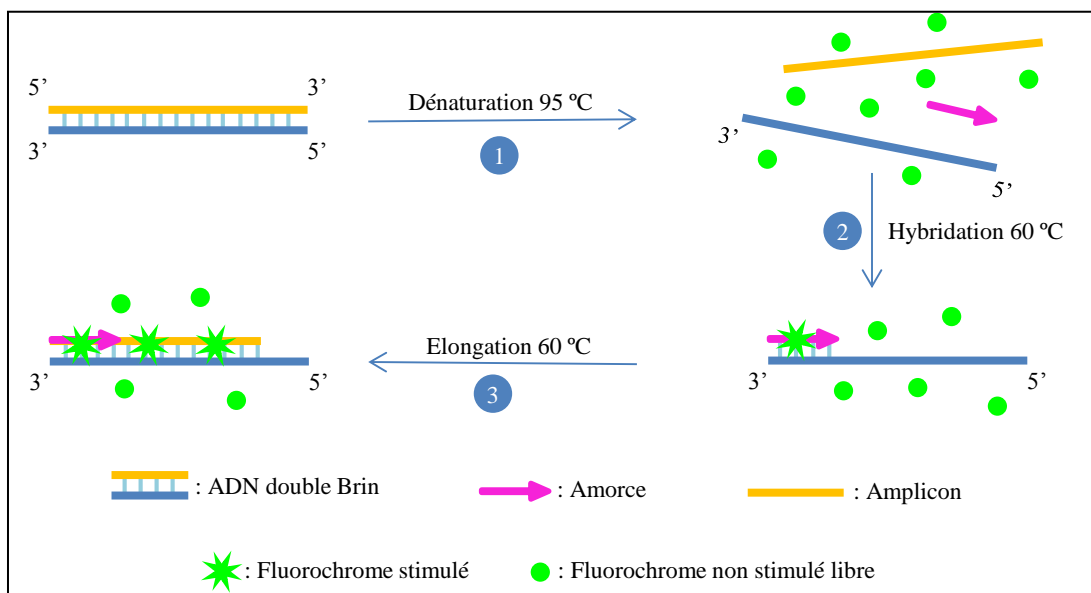 5’ 3’
3’ 5’
Dénaturation 95 ºC
1
3’
5’
2 Hybridation 60 ºC
3’ 5’
Elongation 60 ºC
3
3’ 5’
: ADN double Brin
: Amorce
: Amplicon
: Fluorochrome stimulé
: Fluorochrome non stimulé libre